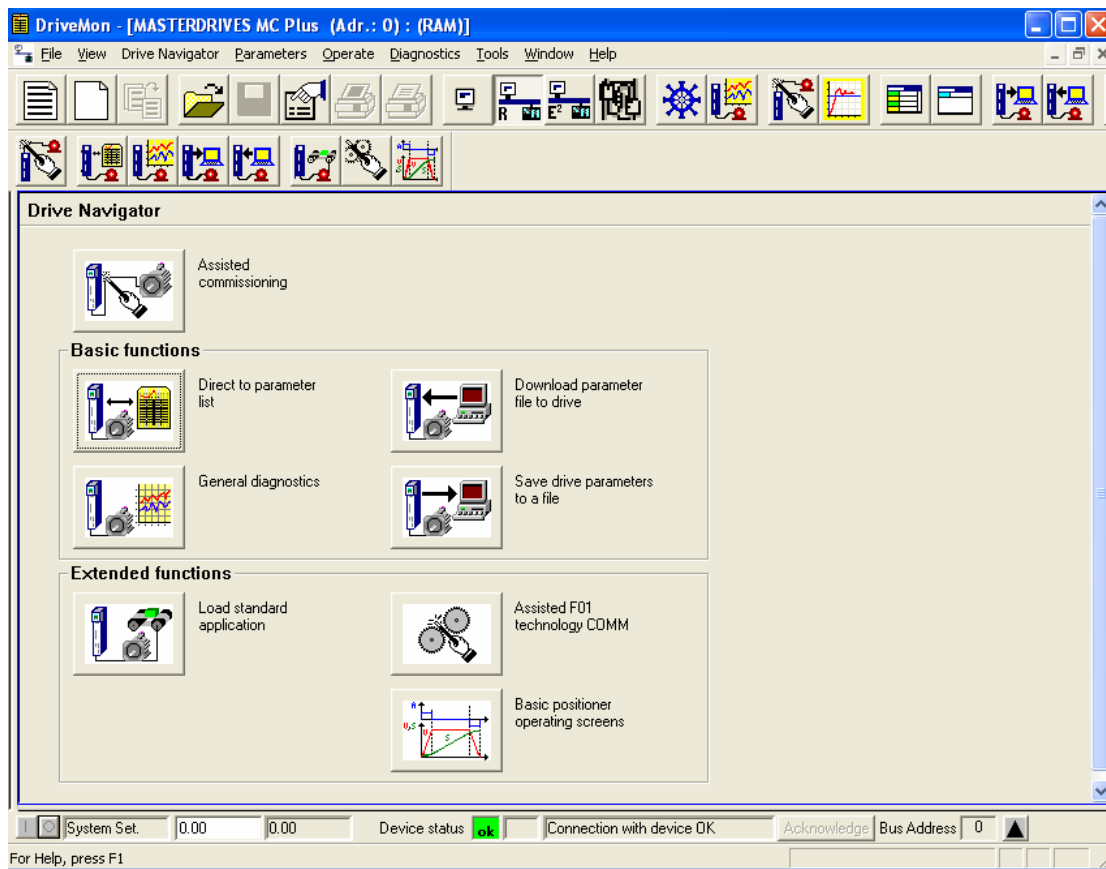 DriveMon - [MASTERDRIVES MC Plus (Adr.: 0) : (RAM)]
File View Drive Navigator Parameters Operate Diagnostics Tools Window Help
R E²
Drive Navigator
Assisted
commissioning
Basic functions
Direct to parameter
list
Download parameter
file to drive
General diagnostics
Save drive parameters
to a file
Extended functions
Load standard
application
Assisted F01
technology COMM
A
U,S
U
S
Basic positioner
operating screens
System Set. 0.00 0.00 Device status ok Connection with device OK Acknowledge Bus Address 0
For Help, press F1